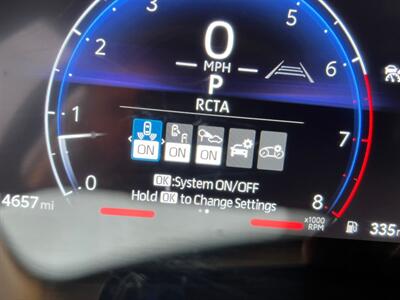 0
MPH
P
RCTA
ON ON ON
OK:System ON/OFF
Hold OK to Change Settings
2
1
0
5
6
7
8
x1000
RPM
4657 mi
335